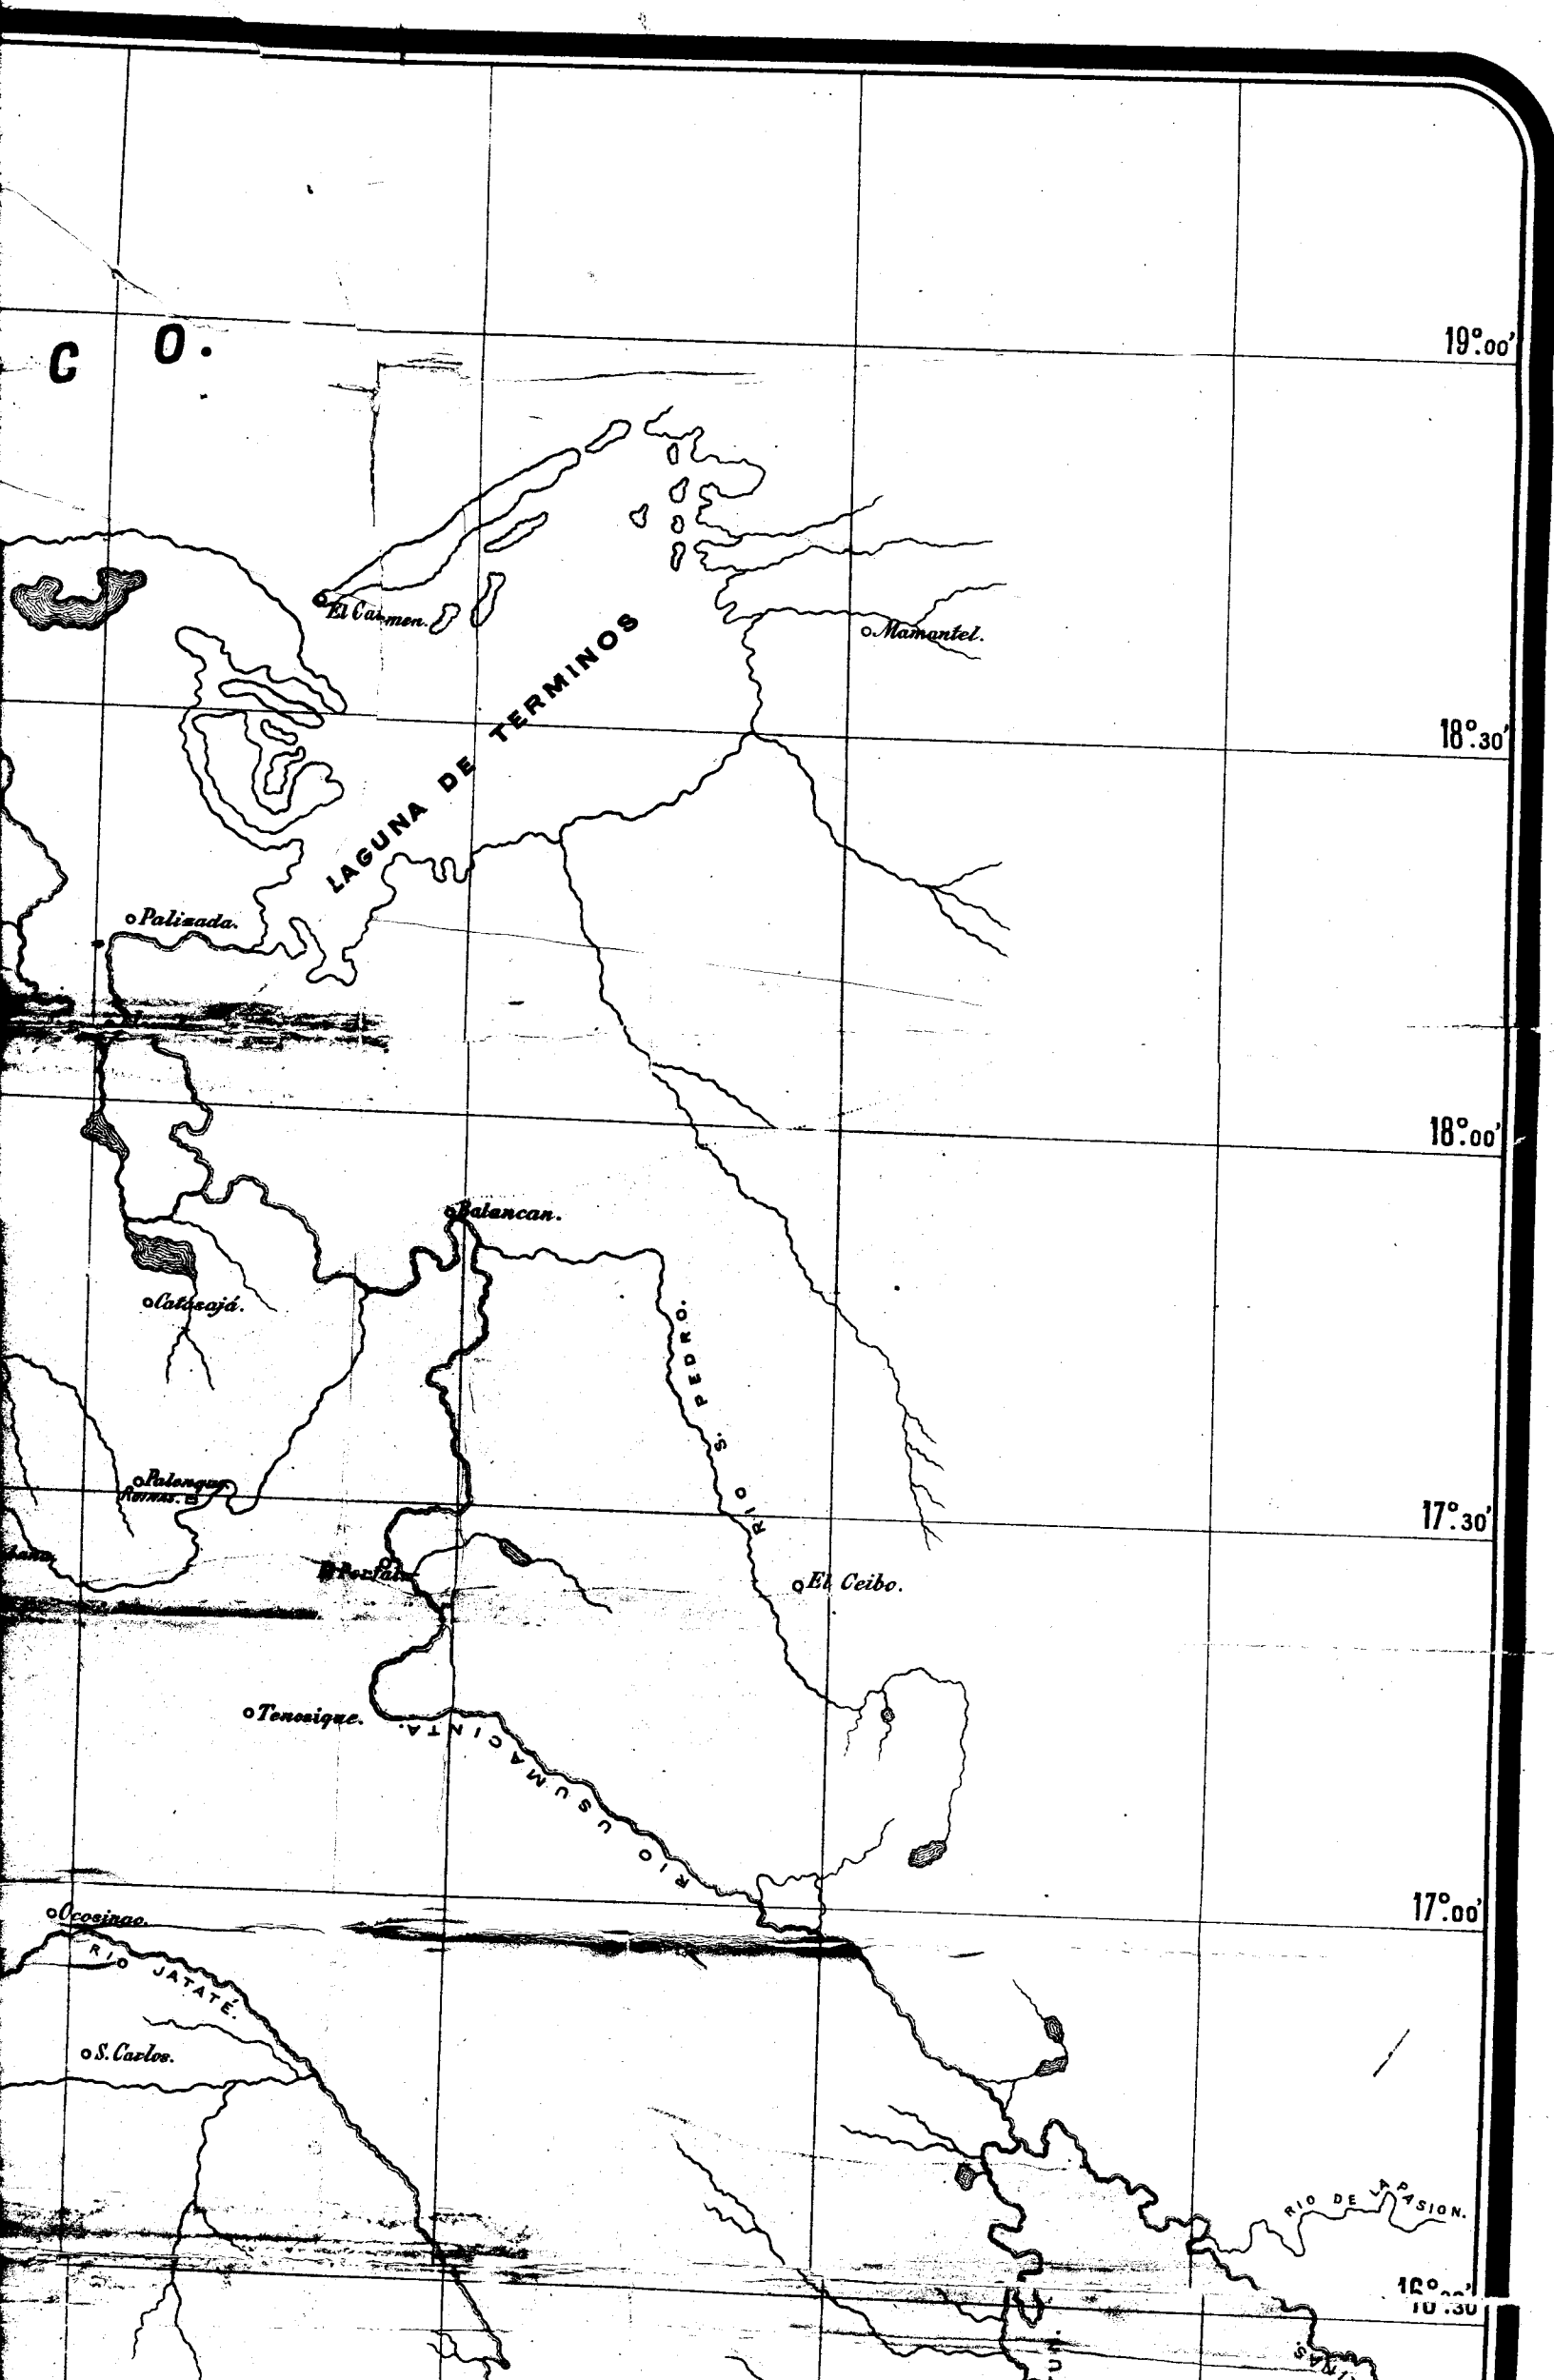 C O.
19°.00'
El Carmen.
Mamantel.
LAGUNA DE TERMINOS
18°.30'
Palizada.
18°.00'
Balancan.
Catasajá.
RIO S. PEDRO.
Palenque.
RUINAS.
17°.30'
El Ceibo.
Tenosique.
RIO USUMACINTA.
17°.00'
Ocosingo.
RIO JATATÉ.
S. Carlos.
RIO DE LA PASION.
16°.30'